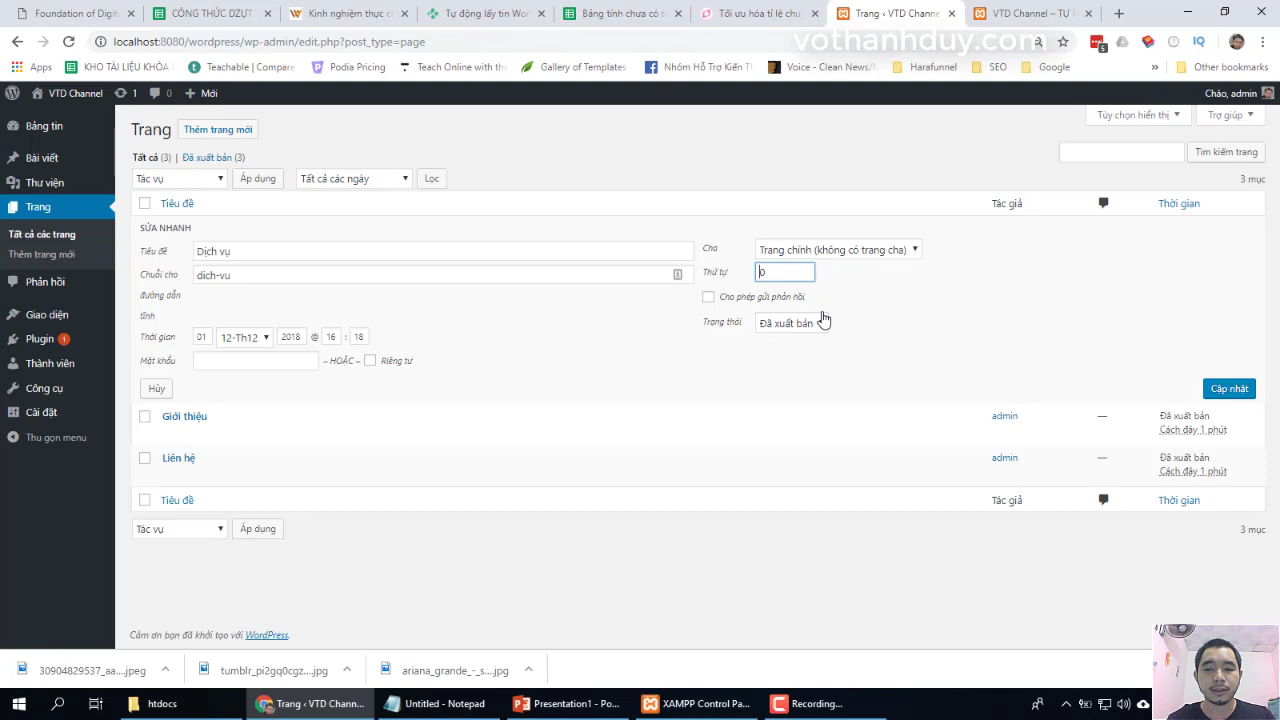 Foundation of Digit
CÔNG THỨC DZỰT
Kinh nghiệm thực c
Tự động lấy tin Wor
Bảng tính chưa có t
Tối ưu hóa tỉ lệ chuy
Trang ‹ VTD Channe
VTD Channel – TỰ H
localhost:8080/wordpress/wp-admin/edit.php?post_type=page
vothanhduy.com
5
IQ
Apps
KHO TÀI LIỆU KHÓA
Teachable | Compare
Podia Pricing
Teach Online with T
Gallery of Templates
Nhóm Hỗ Trợ Kiến T
Voice - Clean News/
Harafunnel
SEO
Google
»
Other bookmarks
VTD Channel
1
0
Mới
Chào, admin
Bảng tin
Bài viết
Thư viện
Trang
Tất cả các trang
Thêm trang mới
Phản hồi
Giao diện
Plugin 1
Thành viên
Công cụ
Cài đặt
Thu gọn menu
Trang
Thêm trang mới
Tùy chọn hiển thị
Trợ giúp
Tất cả (3) | Đã xuất bản (3)
Tìm kiếm trang
Tác vụ
Áp dụng
Tất cả các ngày
Lọc
3 mục
Tiêu đề
Tác giả
Thời gian
SỬA NHANH
Tiêu đề
Dịch vụ
Cha
Trang chính (không có trang cha)
Chuỗi cho
đường dẫn
tĩnh
dich-vu
Thứ tự
0
Cho phép gửi phản hồi
Trạng thái
Đã xuất bản
Thời gian
01
12-Th12
2018
@
16
:
18
Mật khẩu
– HOẶC –
Riêng tư
Hủy
Cập nhật
Giới thiệu
admin
—
Đã xuất bản
Cách đây 1 phút
Liên hệ
admin
—
Đã xuất bản
Cách đây 1 phút
Tiêu đề
Tác giả
Thời gian
Tác vụ
Áp dụng
3 mục
Cảm ơn bạn đã khởi tạo với WordPress.
30904829537_aa....jpeg
tumblr_pi2gq0cgz....jpg
ariana_grande_-_s....jpg
htdocs
Trang ‹ VTD Chann...
Untitled - Notepad
Presentation1 - Po...
XAMPP Control Pa...
Recording...